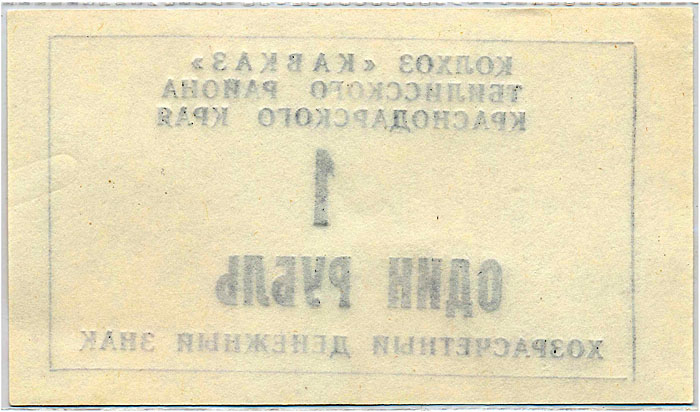 КОЛХОЗ «КАВКАЗ»
ТБИЛИССКОГО РАЙОНА
КРАСНОДАРСКОГО КРАЯ
1
ОДИН РУБЛЬ
ХОЗРАСЧЕТНЫЙ ДЕНЕЖНЫЙ ЗНАК